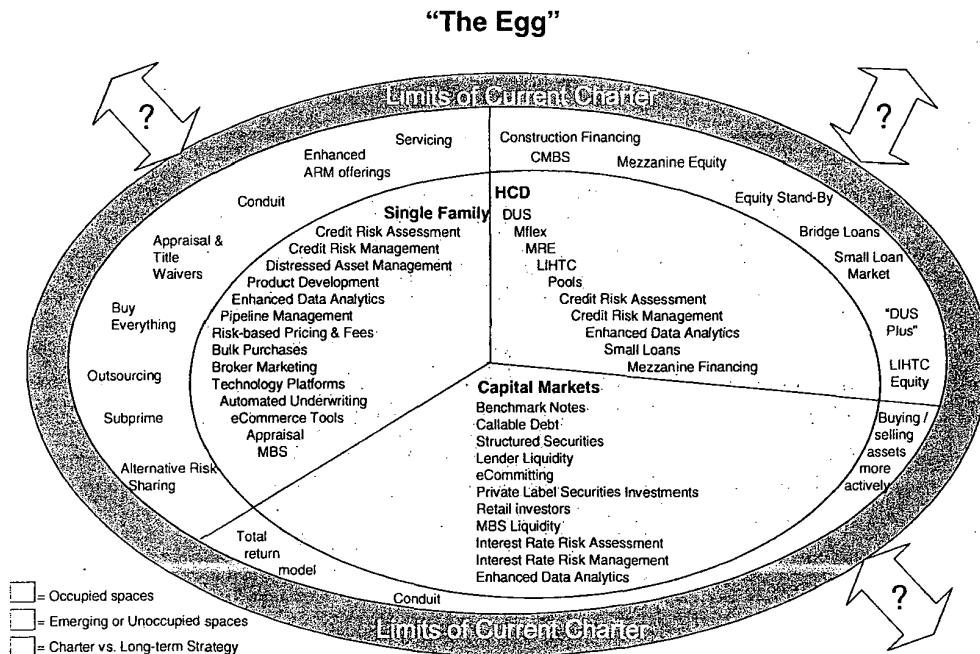 “The Egg”
Limits of Current Charter
?
?
Servicing
Enhanced
ARM offerings
Conduit
Appraisal &
Title
Waivers
Buy
Everything
Outsourcing
Subprime
Alternative Risk
Sharing
Construction Financing
CMBS
Mezzanine Equity
Equity Stand-By
Bridge Loans
Small Loan
Market
"DUS
Plus"
LIHTC
Equity
Single Family
Credit Risk Assessment
Credit Risk Management
Distressed Asset Management
Product Development
Enhanced Data Analytics
Pipeline Management
Risk-based Pricing & Fees
Bulk Purchases
Broker Marketing
Technology Platforms
Automated Underwriting
eCommerce Tools
Appraisal
MBS
HCD
DUS
Mflex
MRE
LIHTC
Pools
Credit Risk Assessment
Credit Risk Management
Enhanced Data Analytics
Small Loans
Mezzanine Financing
Capital Markets
Benchmark Notes
Callable Debt
Structured Securities
Lender Liquidity
eCommitting
Private Label Securities Investments
Retail investors
MBS Liquidity
Interest Rate Risk Assessment
Interest Rate Risk Management
Enhanced Data Analytics
Buying /
selling
assets
more
actively
Total
return
model
Conduit
Limits of Current Charter
?
= Occupied spaces
= Emerging or Unoccupied spaces
= Charter vs. Long-term Strategy